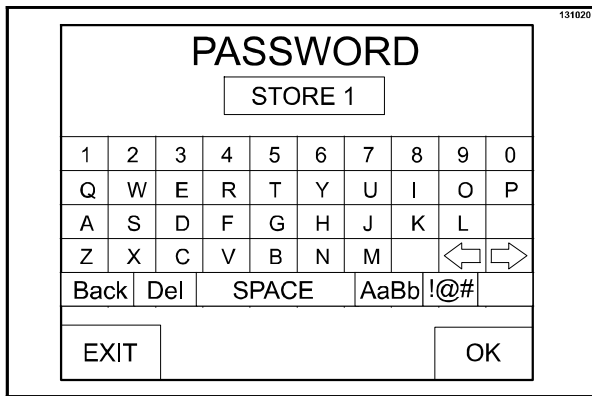 131020
PASSWORD
STORE 1
1 2 3 4 5 6 7 8 9 0
Q W E R T Y U I O P
A S D F G H J K L
Z X C V B N M
Back Del SPACE AaBb !@#
EXIT OK